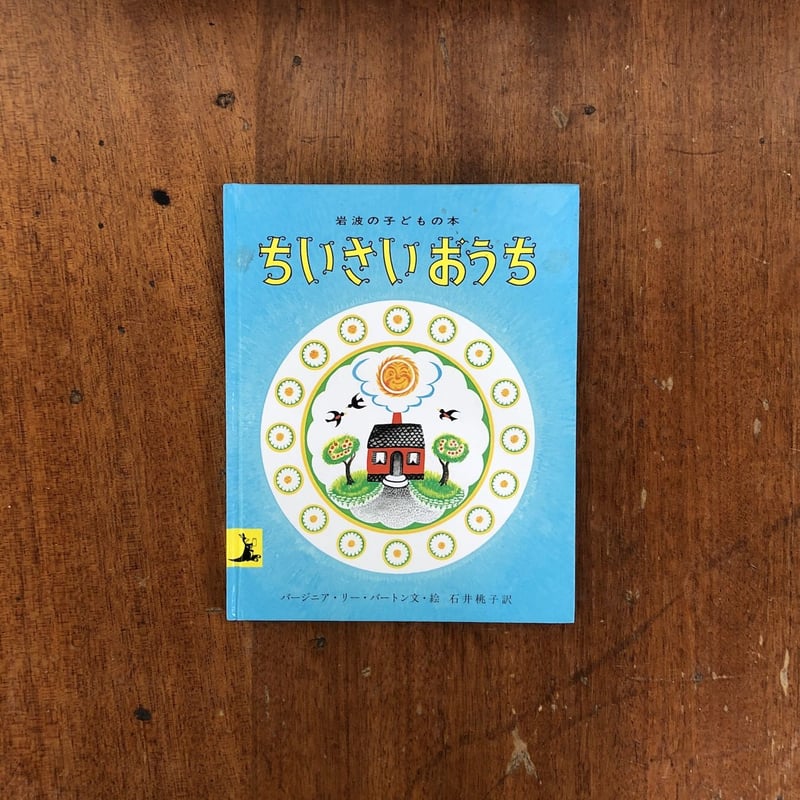 岩波の子どもの本
ちいさいおうち
バージニア・リー・バートン文・絵 石井桃子訳